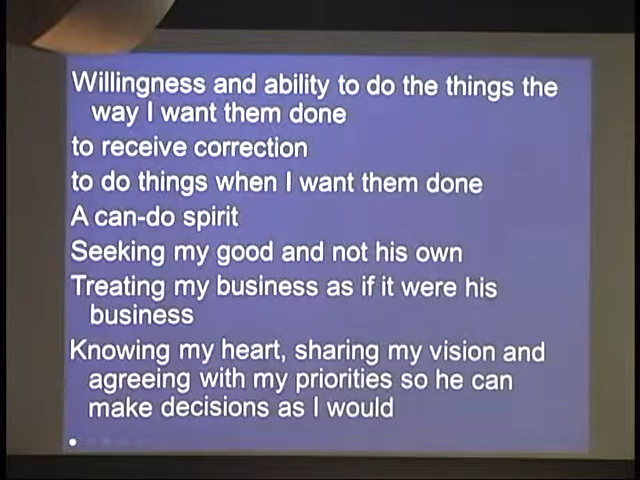 Willingness and ability to do the things the
way I want them done
to receive correction
to do things when I want them done
A can-do spirit
Seeking my good and not his own
Treating my business as if it were his
business
Knowing my heart, sharing my vision and
agreeing with my priorities so he can
make decisions as I would